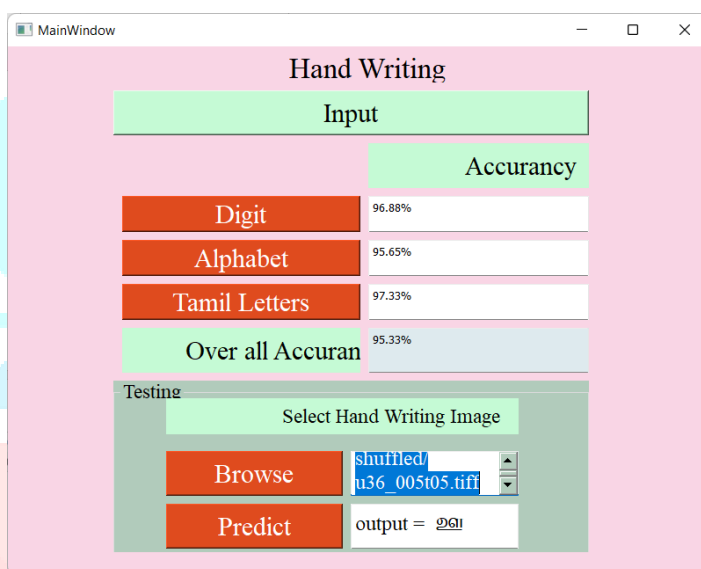 MainWindow
Hand Writing
Input
Accurancy
Digit 96.88%
Alphabet 95.65%
Tamil Letters 97.33%
Over all Accuran 95.33%
Testing
Select Hand Writing Image
Browse shuffled/
u36_005t05.tiff
Predict output = ஔ